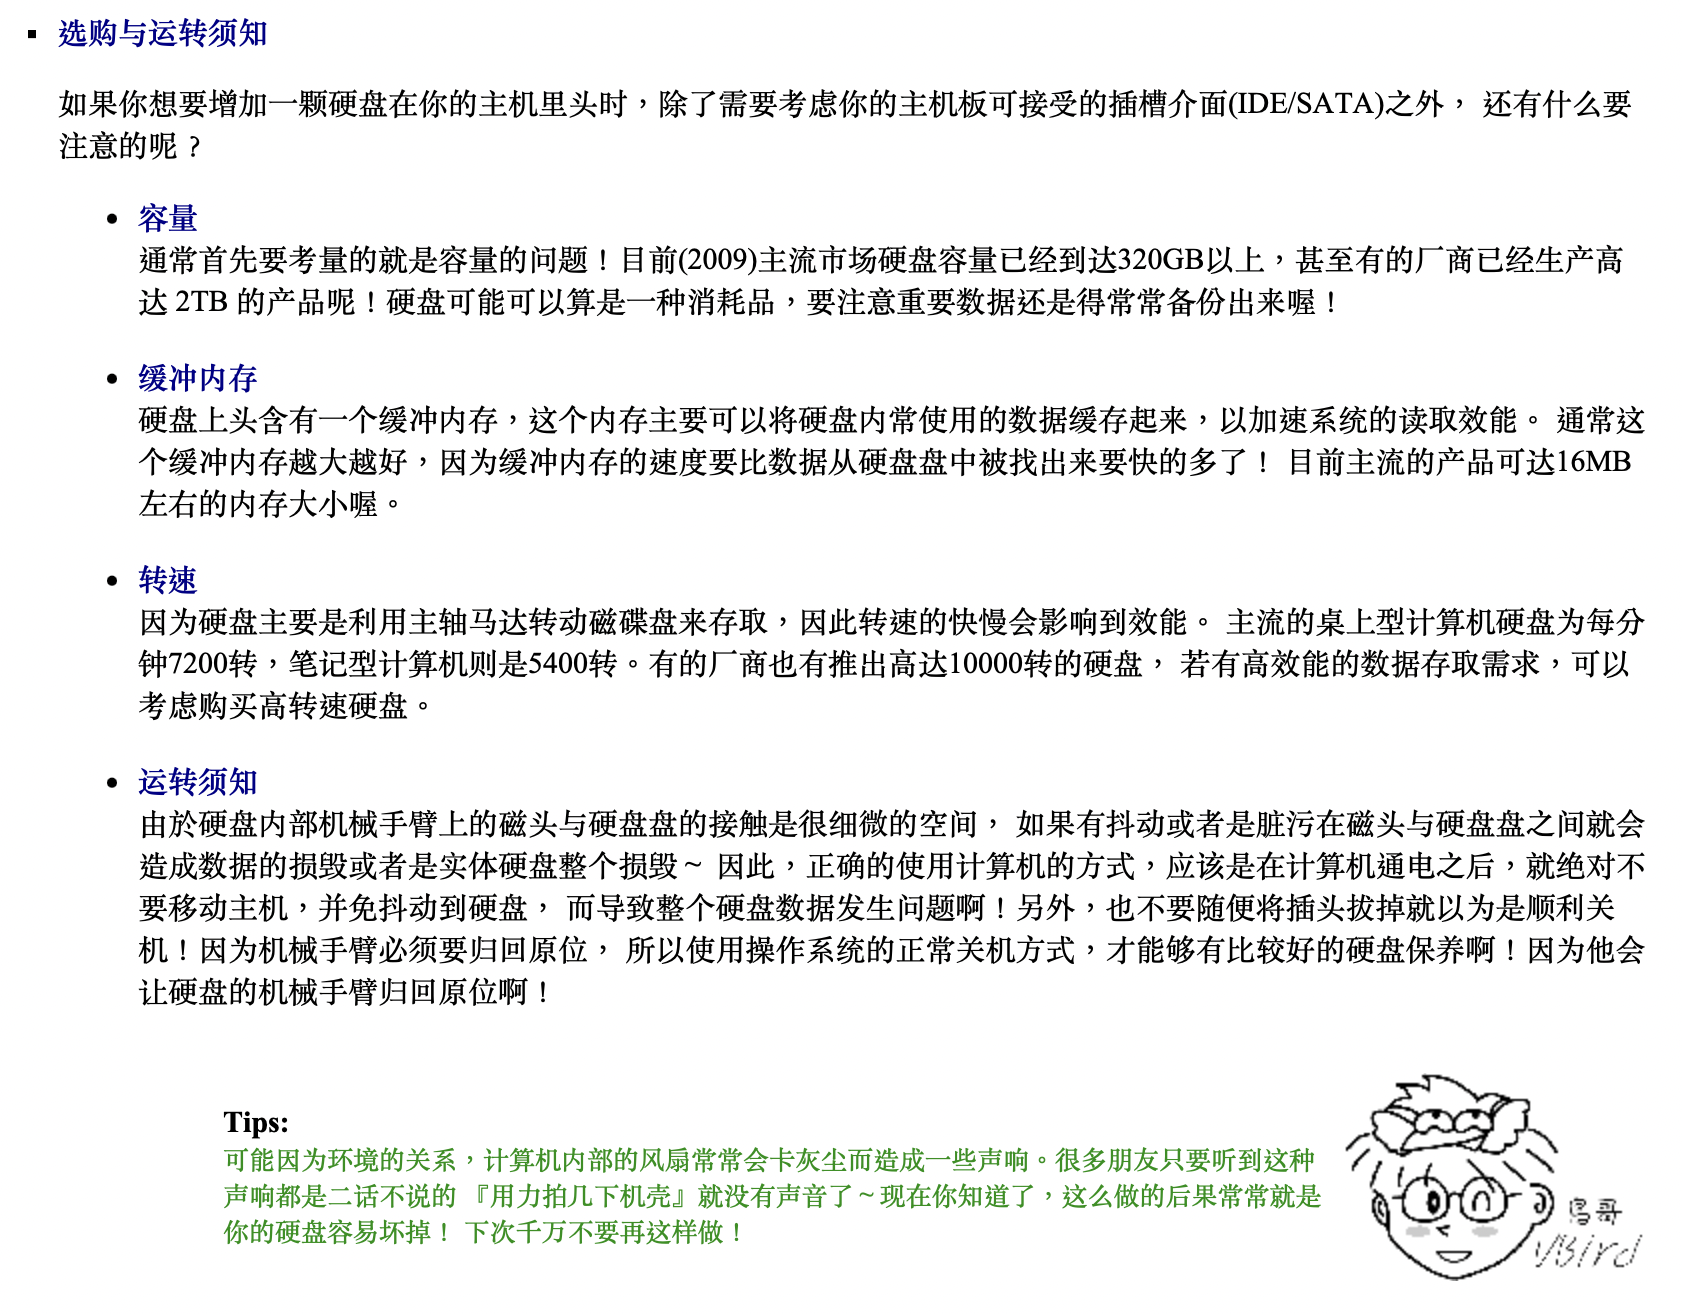 选购与运转须知
如果你想要增加一颗硬盘在你的主机里头时，除了需要考虑你的主机板可接受的插槽介面(IDE/SATA)之外， 还有什么要
注意的呢？
容量
通常首先要考量的就是容量的问题！目前(2009)主流市场硬盘容量已经到达320GB以上，甚至有的厂商已经生产高
达 2TB 的产品呢！硬盘可能可以算是一种消耗品，要注意重要数据还是得常常备份出来喔！
缓冲内存
硬盘上头含有一个缓冲内存，这个内存主要可以将硬盘内常使用的数据缓存起来，以加速系统的读取效能。 通常这
个缓冲内存越大越好，因为缓冲内存的速度要比数据从硬盘盘中被找出来要快的多了！ 目前主流的产品可达16MB
左右的内存大小喔。
转速
因为硬盘主要是利用主轴马达转动磁碟盘来存取，因此转速的快慢会影响到效能。 主流的桌上型计算机硬盘为每分
钟7200转，笔记型计算机则是5400转。有的厂商也有推出高达10000转的硬盘， 若有高效能的数据存取需求，可以
考虑购买高转速硬盘。
运转须知
由於硬盘内部机械手臂上的磁头与硬盘盘的接触是很细微的空间， 如果有抖动或者是脏污在磁头与硬盘盘之间就会
造成数据的损毁或者是实体硬盘整个损毁～ 因此，正确的使用计算机的方式，应该是在计算机通电之后，就绝对不
要移动主机，并免抖动到硬盘， 而导致整个硬盘数据发生问题啊！另外，也不要随便将插头拔掉就以为是顺利关
机！因为机械手臂必须要归回原位， 所以使用操作系统的正常关机方式，才能够有比较好的硬盘保养啊！因为他会
让硬盘的机械手臂归回原位啊！
Tips:
可能因为环境的关系，计算机内部的风扇常常会卡灰尘而造成一些声响。很多朋友只要听到这种
声响都是二话不说的 『用力拍几下机壳』就没有声音了～现在你知道了，这么做的后果常常就是
你的硬盘容易坏掉！ 下次千万不要再这样做！
鸟哥
VBird